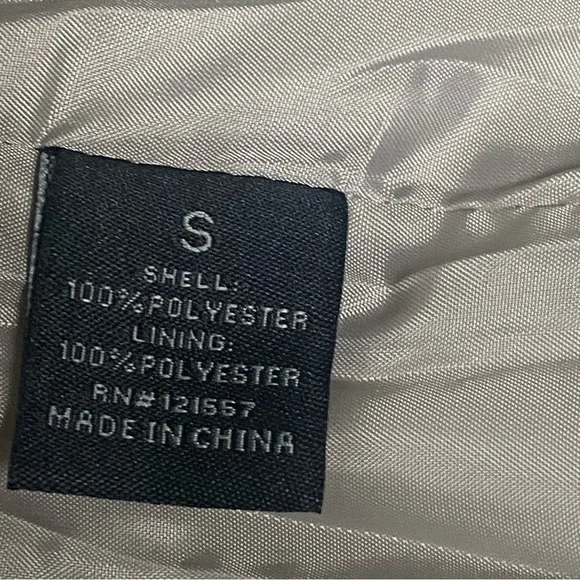 S
SHELL:
100%POLYESTER
LINING:
100%POLYESTER
RN#121557
MADE IN CHINA